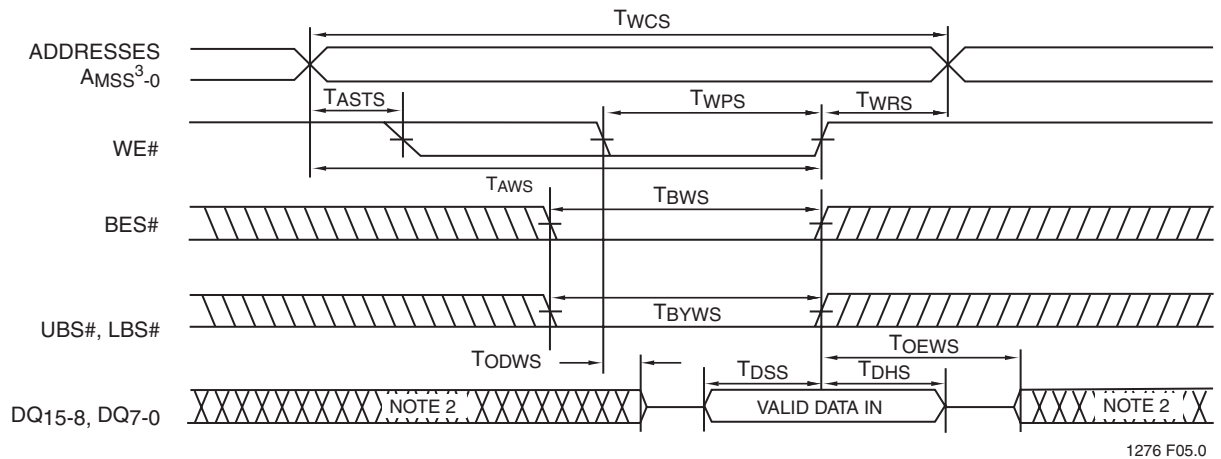 TWCS
ADDRESSES
AMSS3-0
TASTS
TWPS
TWRS
WE#
TAWS
TBWS
BES#
TBYWS
UBS#, LBS#
TODWS
TOEWS
TDSS
TDHS
DQ15-8, DQ7-0
NOTE 2
VALID DATA IN
NOTE 2
1276 F05.0